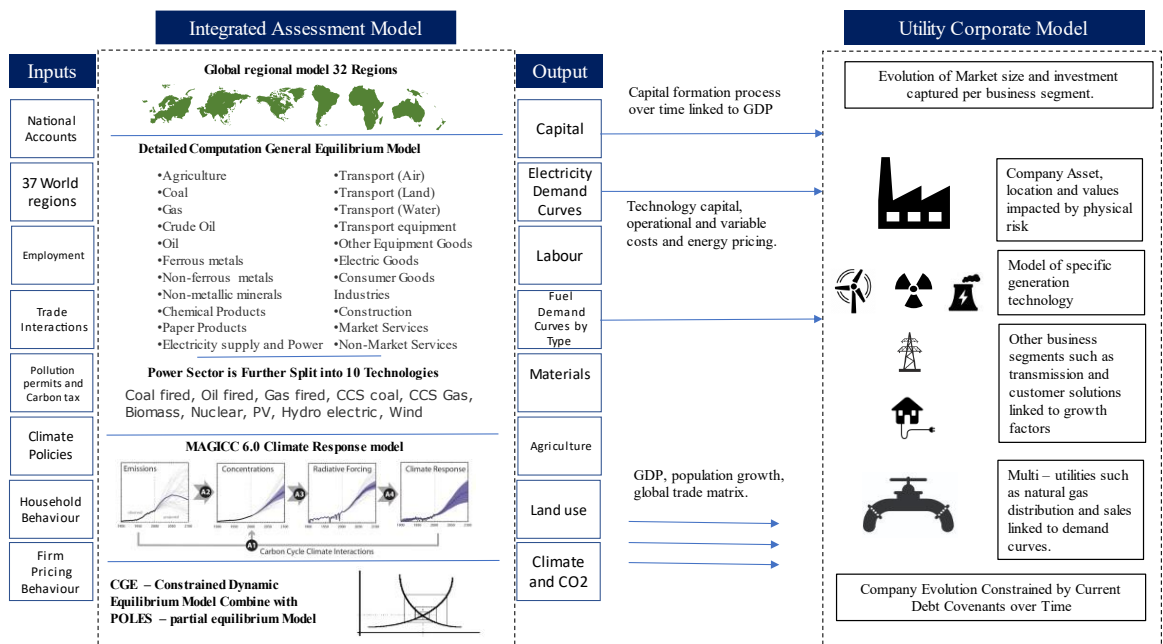 Integrated Assessment Model
Utility Corporate Model
Inputs
National
Accounts
37 World
regions
Employment
Trade
Interactions
Pollution
permits and
Carbon tax
Climate
Policies
Household
Behaviour
Firm
Pricing
Behaviour
Global regional model 32 Regions
Detailed Computation General Equilibrium Model
•Agriculture
•Coal
•Gas
•Crude Oil
•Oil
•Ferrous metals
•Non-ferrous metals
•Non-metallic minerals
•Chemical Products
•Paper Products
•Electricity supply and Power
•Transport (Air)
•Transport (Land)
•Transport (Water)
•Transport equipment
•Other Equipment Goods
•Electric Goods
•Consumer Goods
Industries
•Construction
•Market Services
•Non-Market Services
Power Sector is Further Split into 10 Technologies
Coal fired, Oil fired, Gas fired, CCS coal, CCS Gas,
Biomass, Nuclear, PV, Hydro electric, Wind
MAGICC 6.0 Climate Response model
Emissions
Concentrations
Radiative Forcing
Climate Response
A2
A3
A4
A1
Carbon Cycle Climate Interactions
CGE – Constrained Dynamic
Equilibrium Model Combine with
POLES – partial equilibrium Model
Output
Capital
Electricity
Demand
Curves
Labour
Fuel
Demand
Curves by
Type
Materials
Agriculture
Land use
Climate
and CO2
Capital formation process
over time linked to GDP
Technology capital,
operational and variable
costs and energy pricing.
GDP, population growth,
global trade matrix.
Evolution of Market size and investment
captured per business segment.
Company Asset,
location and values
impacted by physical
risk
Model of specific
generation
technology
Other business
segments such as
transmission and
customer solutions
linked to growth
factors
Multi – utilities such
as natural gas
distribution and sales
linked to demand
curves.
Company Evolution Constrained by Current
Debt Covenants over Time